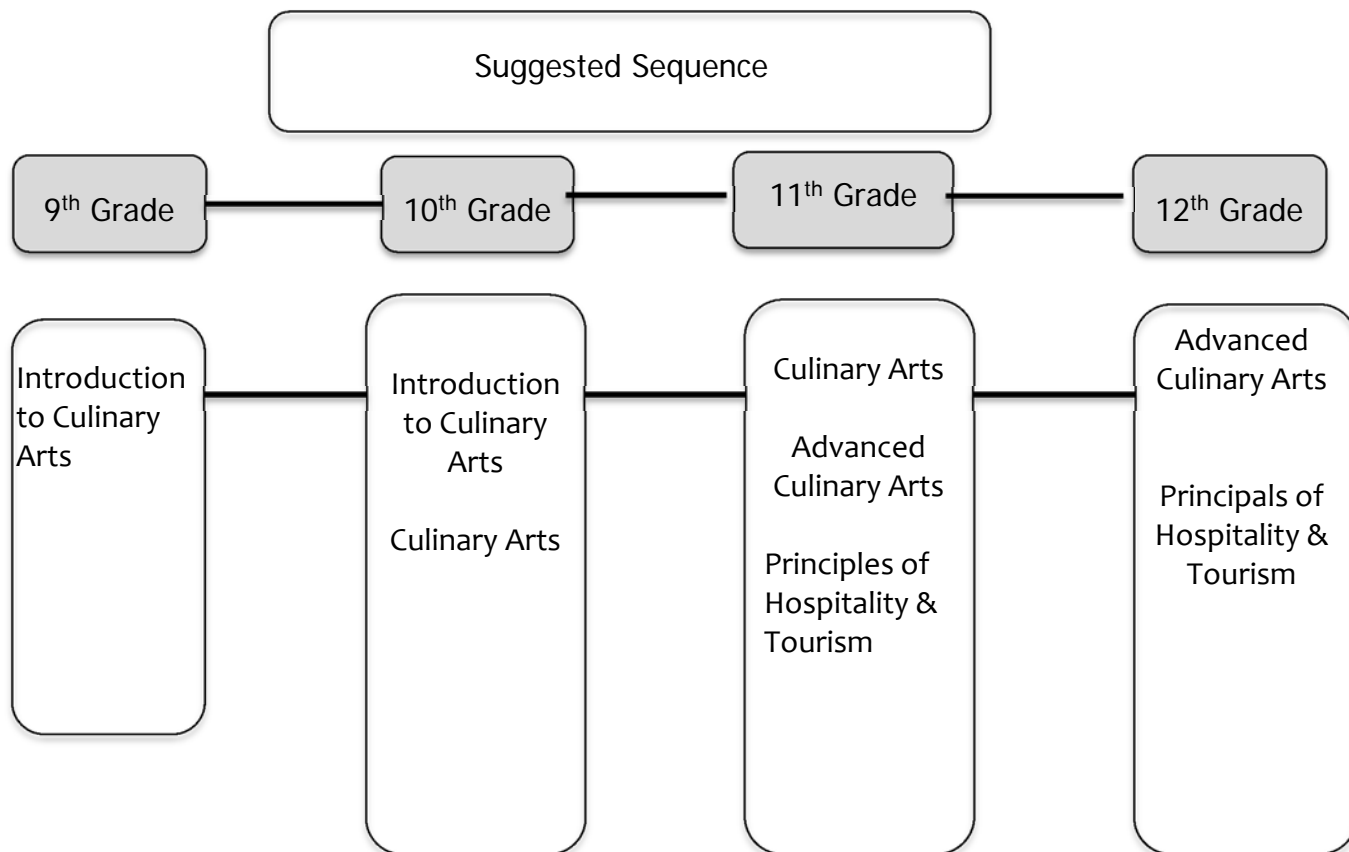 Suggested Sequence
9th Grade
10th Grade
11th Grade
12th Grade
Introduction
to Culinary
Arts
Introduction
to Culinary
Arts
Culinary Arts
Culinary Arts
Advanced
Culinary Arts
Principles of
Hospitality &
Tourism
Advanced
Culinary Arts
Principals of
Hospitality &
Tourism